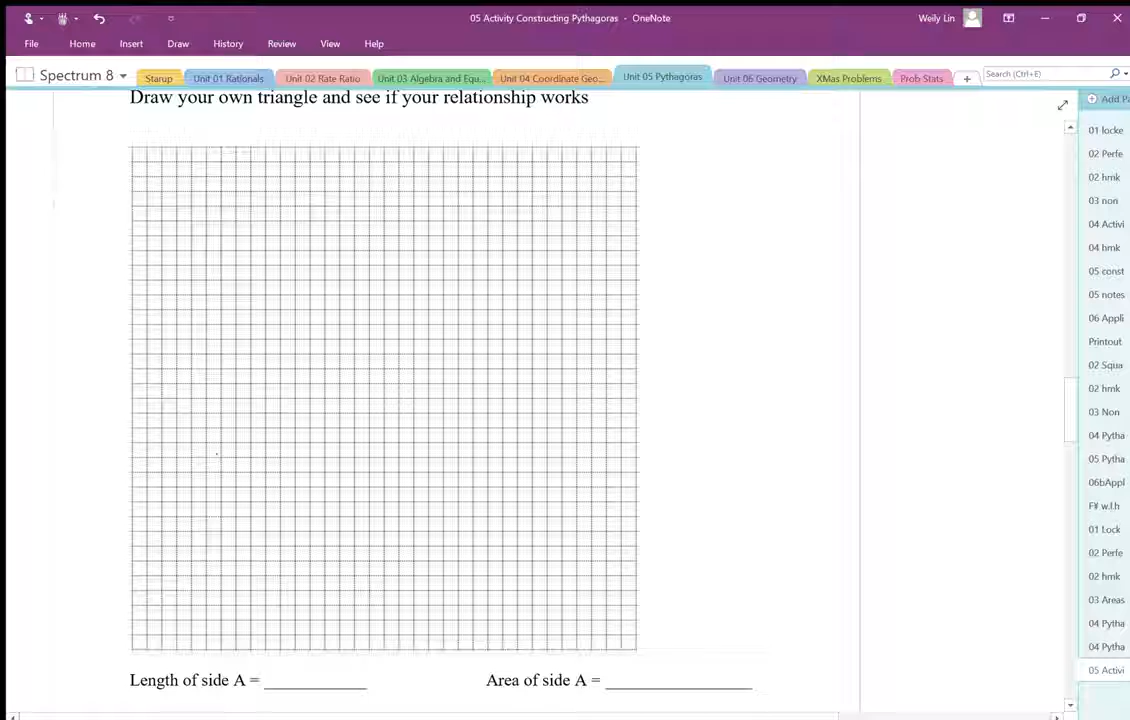 05 Activity Constructing Pythagoras - OneNote
Weily Lin
File Home Insert Draw History Review View Help
Spectrum 8
Starup
Unit 01 Rationals
Unit 02 Rate Ratio
Unit 03 Algebra and Equ...
Unit 04 Coordinate Geo...
Unit 05 Pythagoras
Unit 06 Geometry
XMas Problems
Prob Stats
Search (Ctrl+E)
Draw your own triangle and see if your relationship works
Length of side A = __________
Area of side A = ______________
Add Pa
01 locke
02 Perfe
02 hmk
03 non
04 Activi
04 hmk
05 const
05 notes
06 Appli
Printout
02 Squa
02 hmk
03 Non
04 Pytha
05 Pytha
06bAppl
F¥ w.l.h
01 Lock
02 Perfe
02 hmk
03 Areas
04 Pytha
04 Pytha
05 Activi